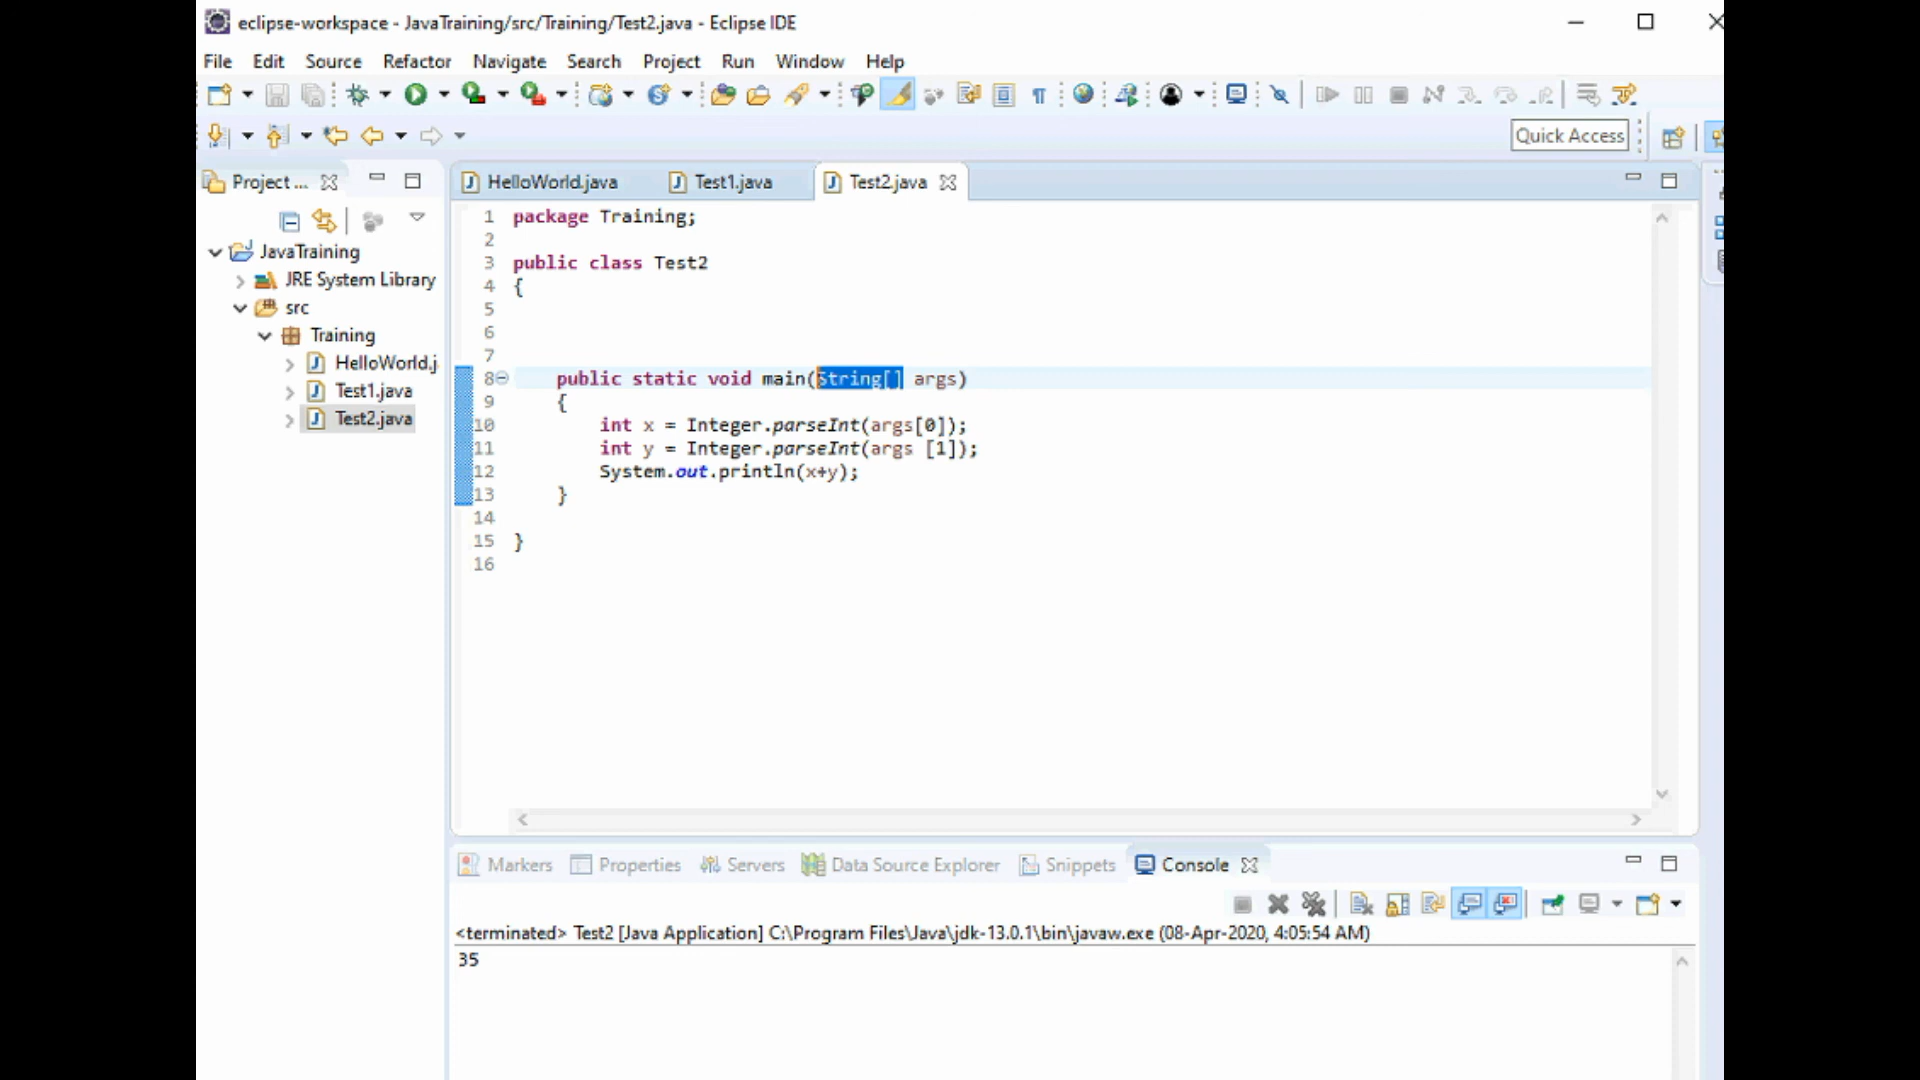 eclipse-workspace - JavaTraining/src/Training/Test2.java - Eclipse IDE
File Edit Source Refactor Navigate Search Project Run Window Help
Quick Access
Project ...
HelloWorld.java Test1.java Test2.java
JavaTraining
JRE System Library
src
Training
HelloWorld.j
Test1.java
Test2.java
1 package Training;
2
3 public class Test2
4 {
5
6
7
8 public static void main(String[] args)
9 {
10 int x = Integer.parseInt(args[0]);
11 int y = Integer.parseInt(args [1]);
12 System.out.println(x+y);
13 }
14
15 }
16
Markers Properties Servers Data Source Explorer Snippets Console
<terminated> Test2 [Java Application] C:\Program Files\Java\jdk-13.0.1\bin\javaw.exe (08-Apr-2020, 4:05:54 AM)
35